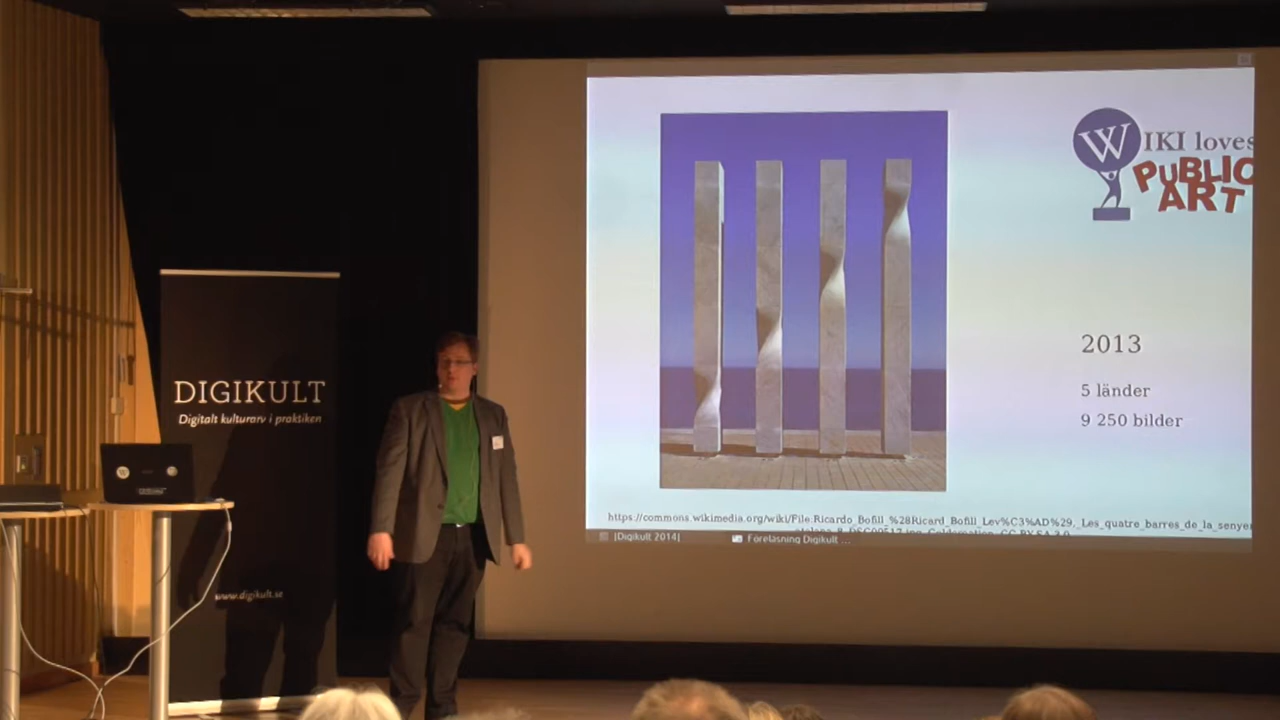 DIGIKULT
Digitalt kulturarv i praktiken
www.digikult.se
WIKI loves
PUBLIC
ART
2013
5 länder
9 250 bilder
https://commons.wikimedia.org/wiki/File:Ricardo_Bofill_%28Ricard_Bofill_Lev%C3%AD%29,_Les_quatre_barres_de_la_senyer
|Digikult 2014|
Föreläsning Digikult ...